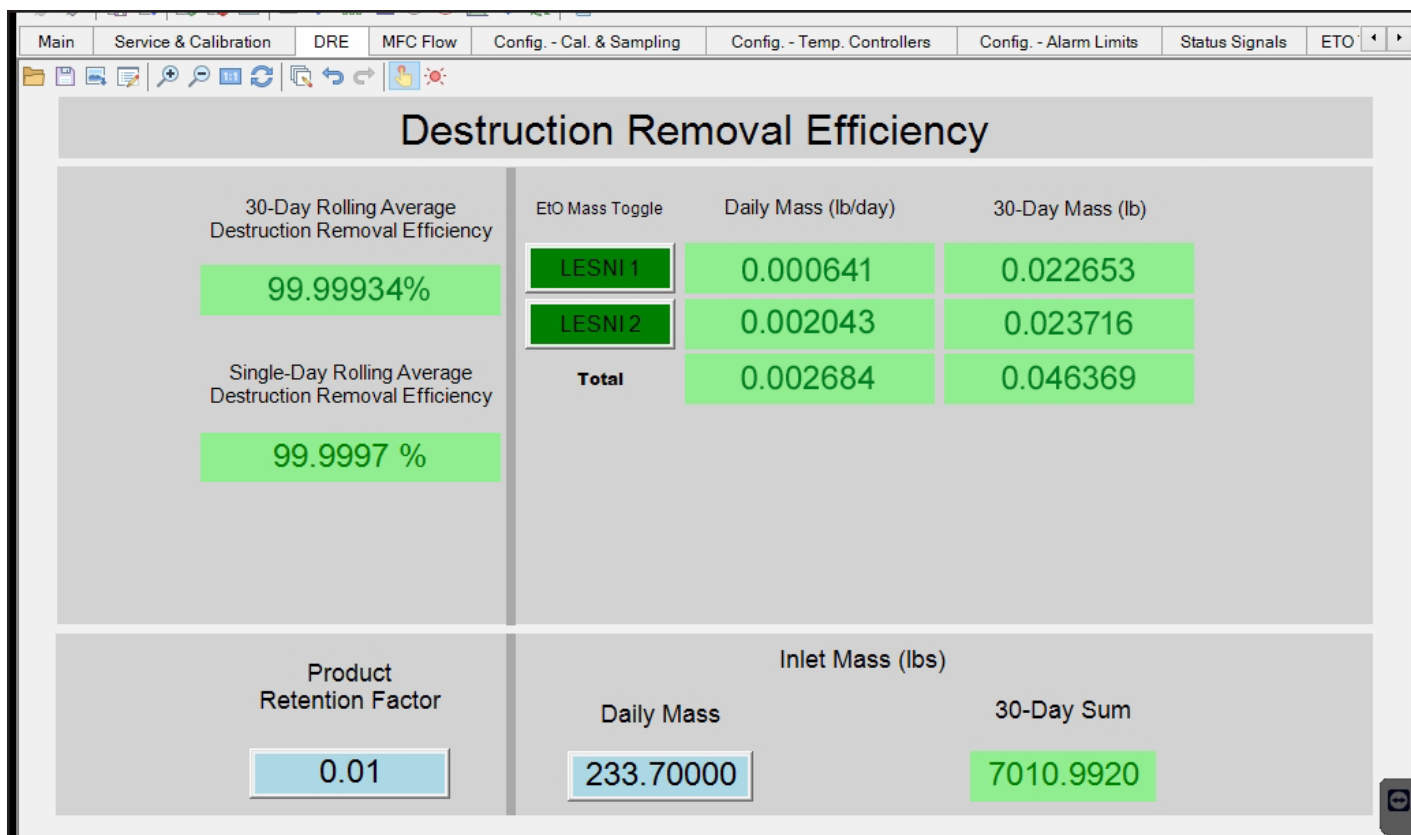 Main Service & Calibration DRE MFC Flow Config. - Cal. & Sampling Config. - Temp. Controllers Config. - Alarm Limits Status Signals ETO
1:1
Destruction Removal Efficiency
30-Day Rolling Average
Destruction Removal Efficiency
99.99934%
Single-Day Rolling Average
Destruction Removal Efficiency
99.9997 %
EtO Mass Toggle Daily Mass (lb/day) 30-Day Mass (lb)
LESNI 1 0.000641 0.022653
LESNI 2 0.002043 0.023716
Total 0.002684 0.046369
Product
Retention Factor
0.01
Inlet Mass (lbs)
Daily Mass 30-Day Sum
233.70000 7010.9920